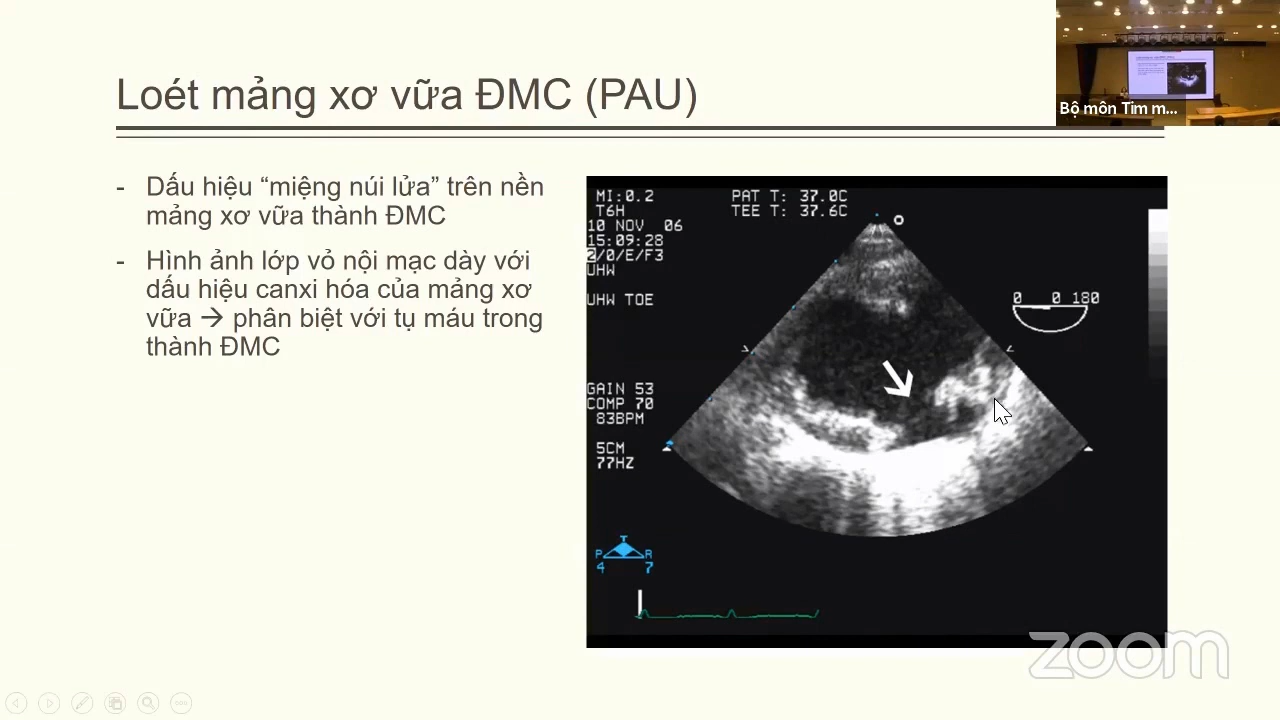 Loét mảng xơ vữa ĐMC (PAU)
Bộ môn Tim m...
- Dấu hiệu “miệng núi lửa” trên nền
mảng xơ vữa thành ĐMC
- Hình ảnh lớp vỏ nội mạc dày với
dấu hiệu canxi hóa của mảng xơ
vữa → phân biệt với tụ máu trong
thành ĐMC
MI:0.2
T6H
10 NOV 06
15:09:28
2/0/E/F3
UHW
UHW TOE
PAT T: 37.0C
TEE T: 37.6C
0 0 180
GAIN 53
COMP 70
83BPM
5CM
77HZ
T
P R
4 7
zoom